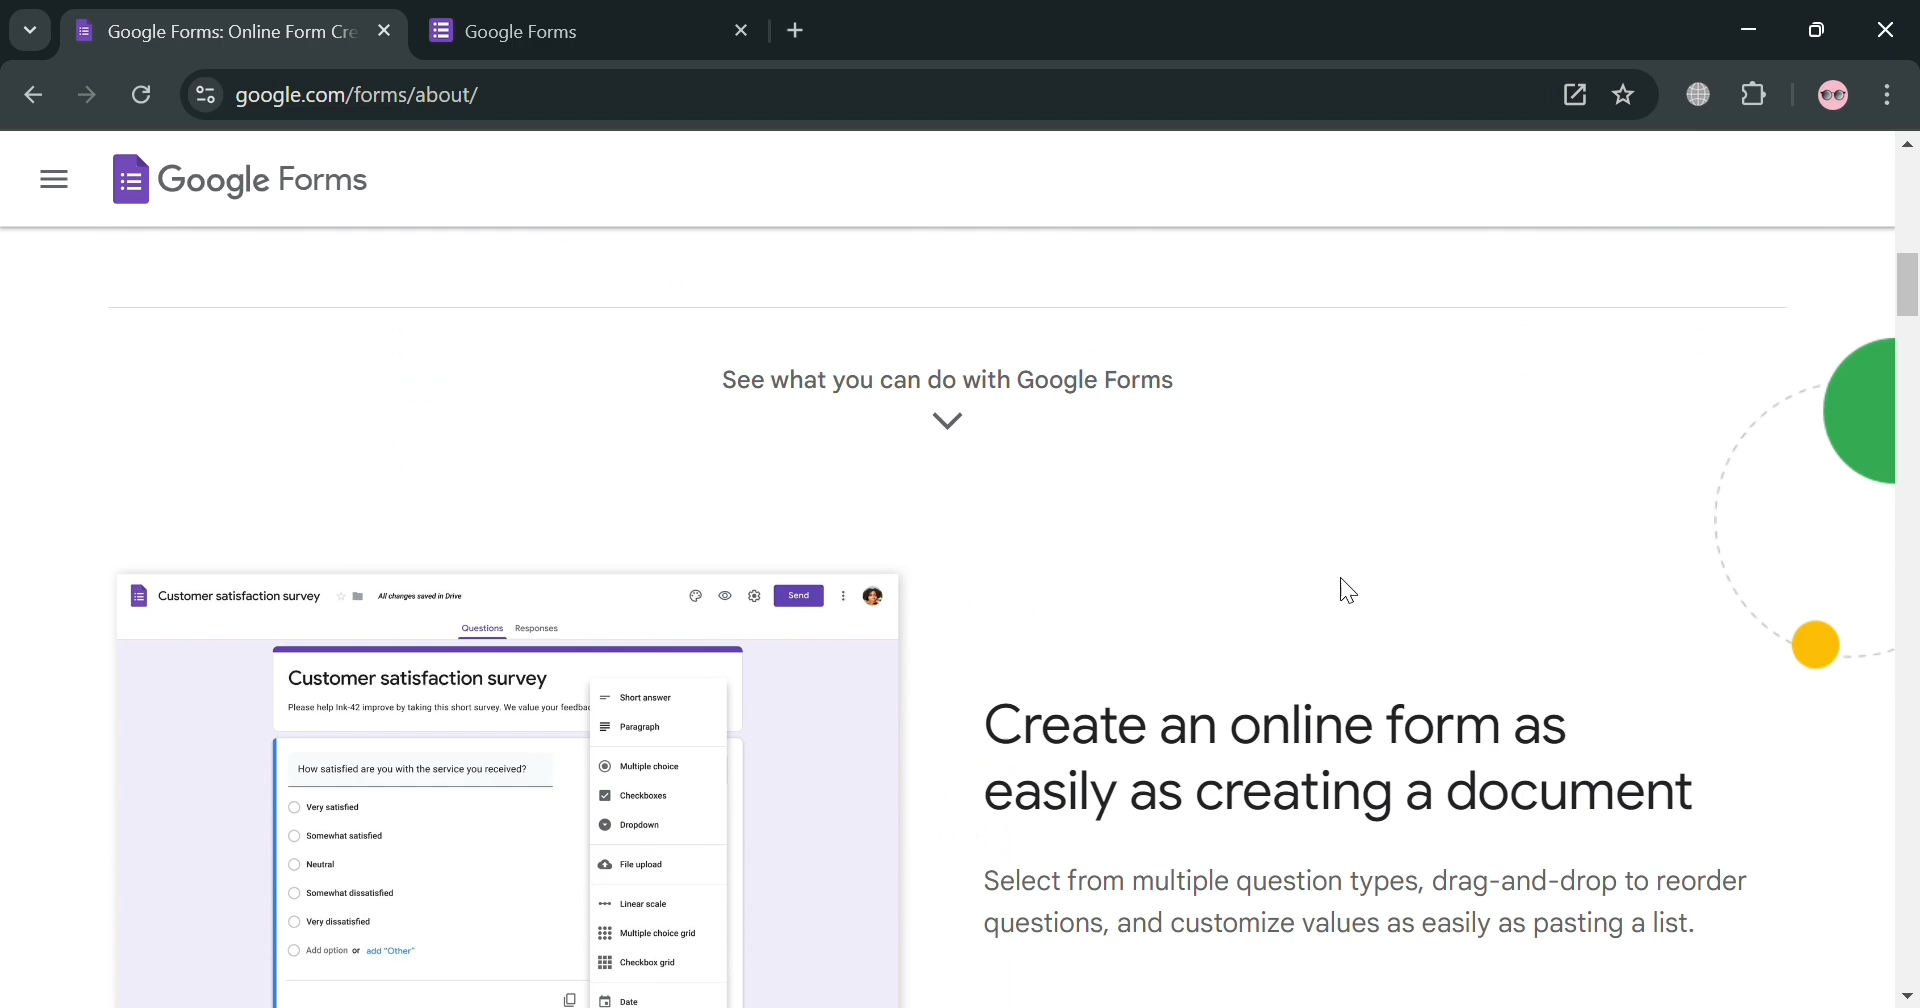 Google Forms: Online Form Cre
Google Forms
google.com/forms/about/
Google Forms
See what you can do with Google Forms
Customer satisfaction survey
All changes saved in Drive
Send
Questions
Responses
Customer satisfaction survey
Please help Ink-42 improve by taking this short survey. We value your feedbac
How satisfied are you with the service you received?
Very satisfied
Somewhat satisfied
Neutral
Somewhat dissatisfied
Very dissatisfied
Add option or add "Other"
Short answer
Paragraph
Multiple choice
Checkboxes
Dropdown
File upload
Linear scale
Multiple choice grid
Checkbox grid
Date
Create an online form as
easily as creating a document
Select from multiple question types, drag-and-drop to reorder
questions, and customize values as easily as pasting a list.